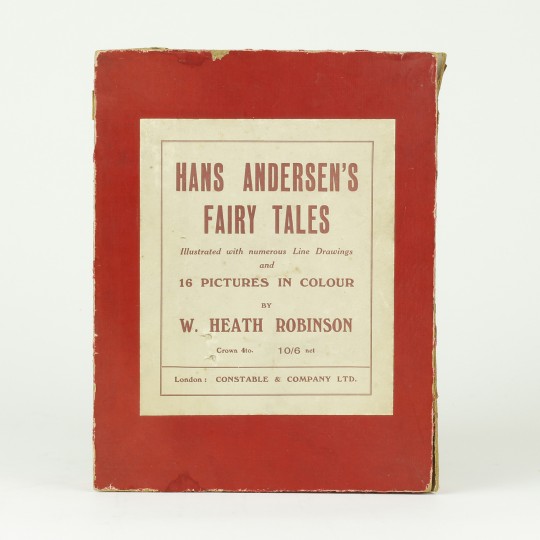 HANS ANDERSEN'S
FAIRY TALES
Illustrated with numerous Line Drawings
and
16 PICTURES IN COLOUR
BY
W. HEATH ROBINSON
Crown 4to. 10/6 net
London: CONSTABLE & COMPANY LTD.